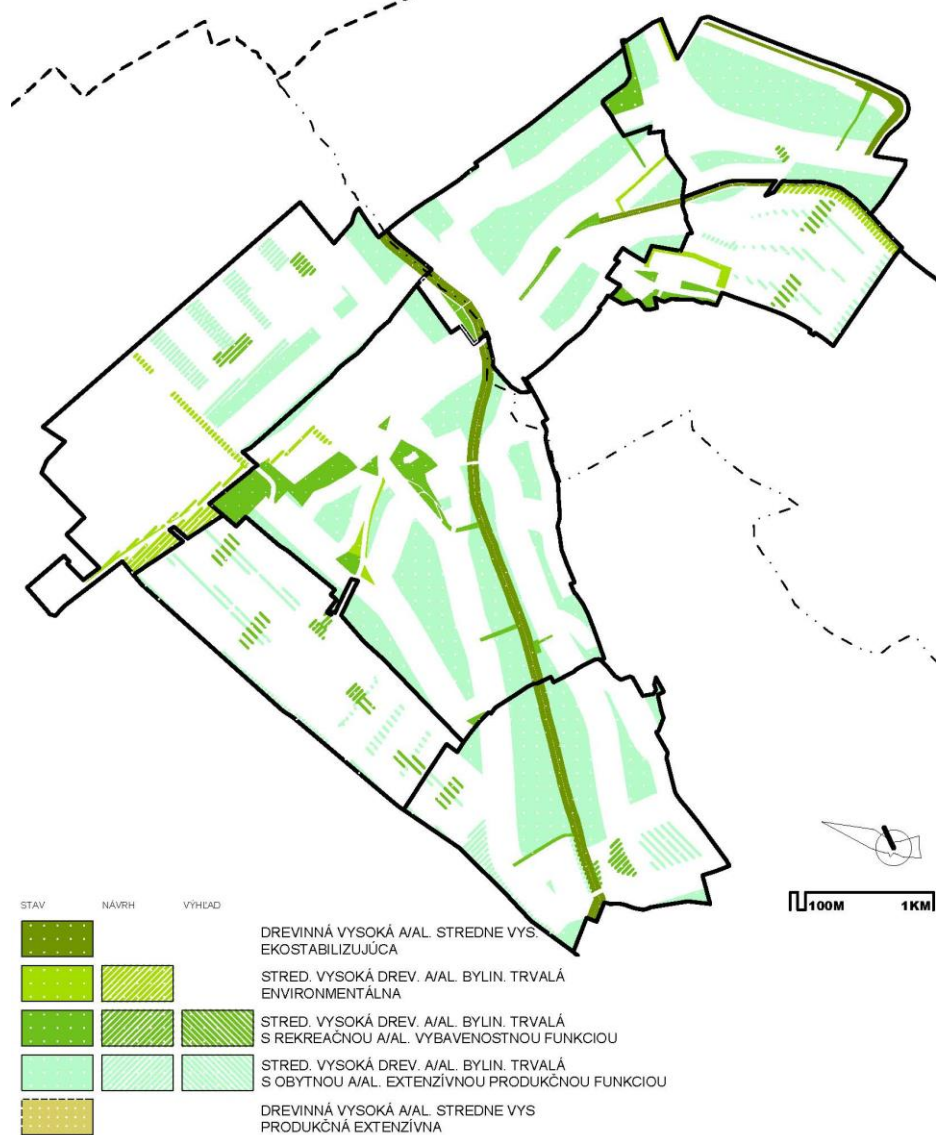 100M 1KM
STAV NÁVRH VÝHĽAD
DREVINNÁ VYSOKÁ A/AL. STREDNE VYS.
EKOSTABILIZUJÚCA
STRED. VYSOKÁ DREV. A/AL. BYLIN. TRVALÁ
ENVIRONMENTÁLNA
STRED. VYSOKÁ DREV. A/AL. BYLIN. TRVALÁ
S REKREAČNOU A/AL. VYBAVENOSTNOU FUNKCIOU
STRED. VYSOKÁ DREV. A/AL. BYLIN. TRVALÁ
S OBYTNOU A/AL. EXTENZÍVNOU PRODUKČNOU FUNKCIOU
DREVINNÁ VYSOKÁ A/AL. STREDNE VYS
PRODUKČNÁ EXTENZÍVNA